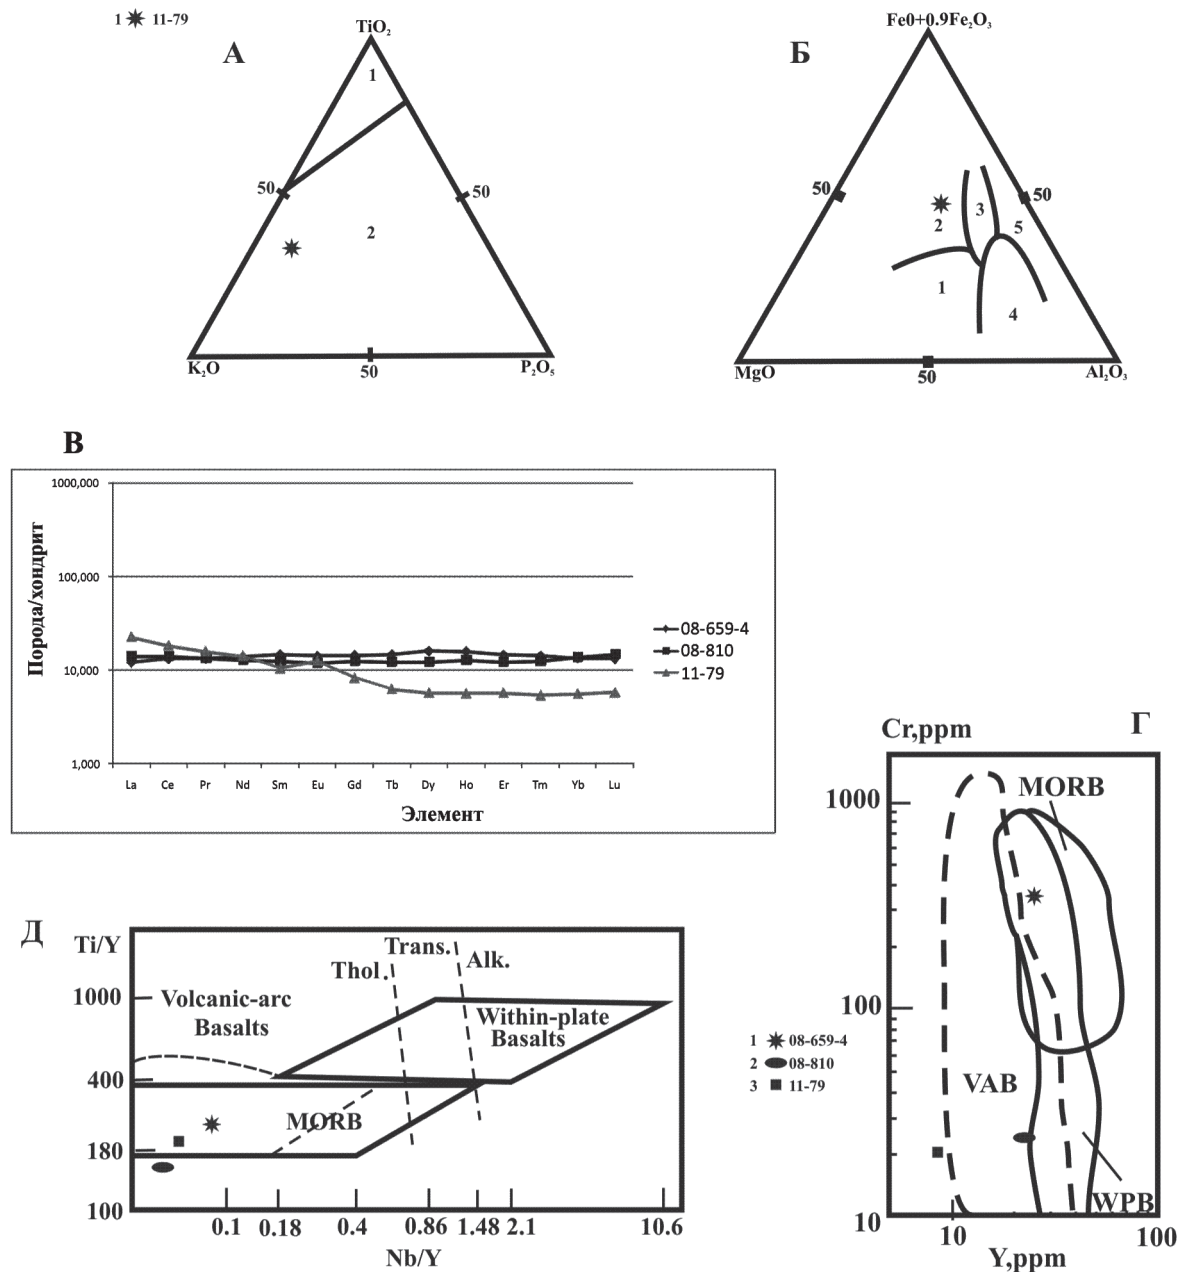 1 11-79
А
TiO2
1
50
50
2
K2O
P2O5
50
Б
Fe0+0.9Fe2O3
50
50
3
2
5
1
4
MgO
Al2O3
50
В
1000,000
100,000
10,000
1,000
Порода/хондрит
La Ce Pr Nd Sm Eu Gd Tb Dy Ho Er Tm Yb Lu
Элемент
08-659-4
08-810
11-79
Г
Cr,ppm
1000
MORB
100
1 08-659-4
2 08-810
3 11-79
VAB
WPB
10
10
100
Y,ppm
Д
Ti/Y
Trans.
Thol.
Alk.
1000
Volcanic-arc
Basalts
Within-plate
Basalts
400
MORB
180
100
0.1 0.18 0.4 0.86 1.48 2.1 10.6
Nb/Y